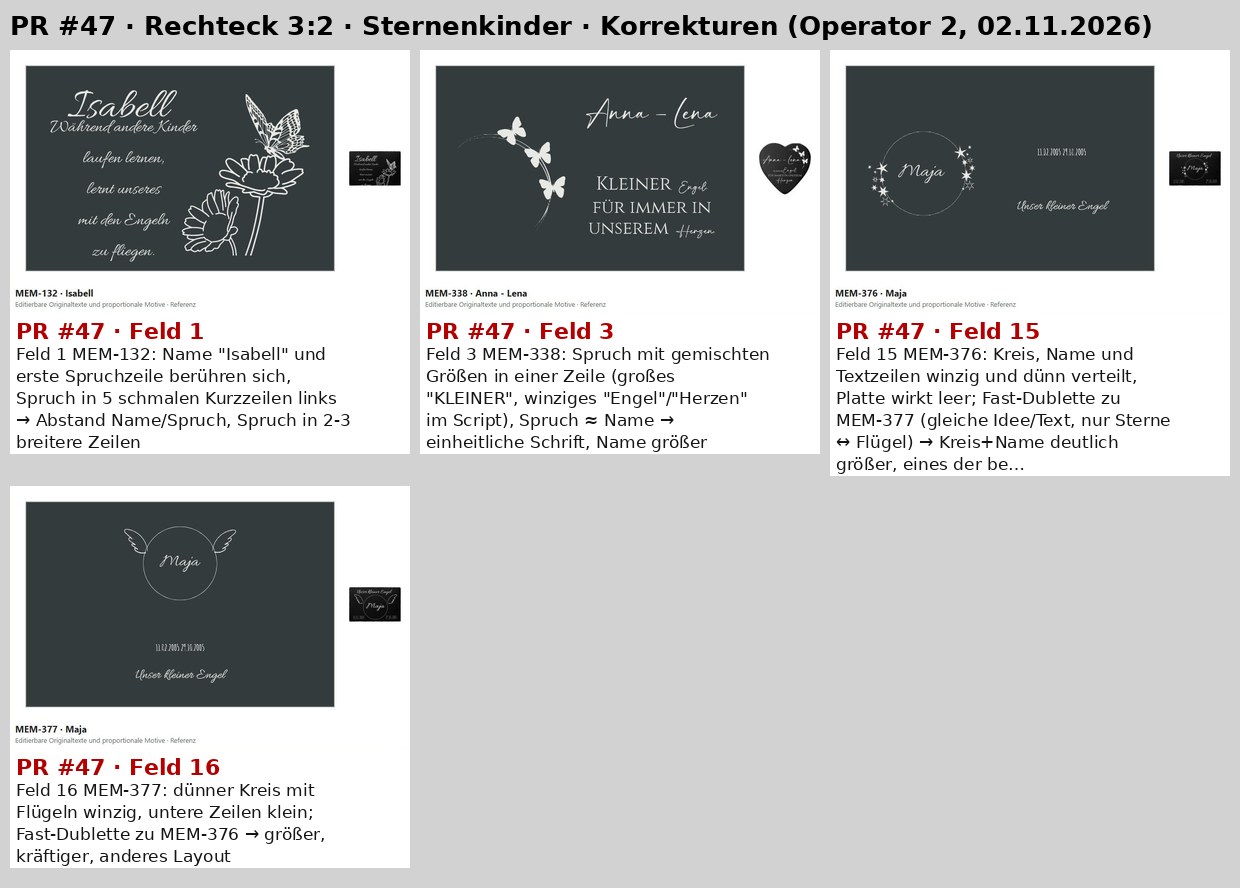 PR #47 · Rechteck 3:2 · Sternenkinder · Korrekturen (Operator 2, 02.11.2026)
Isabell
Während andere Kinder
laufen lernen,
lernt unseres
mit den Engeln
zu fliegen.
MEM-132 · Isabell
Editierbare Originaltexte und proportionale Motive · Referenz
PR #47 · Feld 1
Feld 1 MEM-132: Name "Isabell" und
erste Spruchzeile berühren sich,
Spruch in 5 schmalen Kurzzeilen links
→ Abstand Name/Spruch, Spruch in 2-3
breitere Zeilen
Anna - Lena
KLEINER Engel
FÜR IMMER IN
UNSEREM Herzen
MEM-338 · Anna - Lena
Editierbare Originaltexte und proportionale Motive · Referenz
PR #47 · Feld 3
Feld 3 MEM-338: Spruch mit gemischten
Größen in einer Zeile (großes
"KLEINER", winziges "Engel"/"Herzen"
im Script), Spruch ≈ Name →
einheitliche Schrift, Name größer
Maja
Unser kleiner Engel
MEM-376 · Maja
Editierbare Originaltexte und proportionale Motive · Referenz
PR #47 · Feld 15
Feld 15 MEM-376: Kreis, Name und
Textzeilen winzig und dünn verteilt,
Platte wirkt leer; Fast-Dublette zu
MEM-377 (gleiche Idee/Text, nur Sterne
↔ Flügel) → Kreis+Name deutlich
größer, eines der be...
Maja
Unser kleiner Engel
MEM-377 · Maja
Editierbare Originaltexte und proportionale Motive · Referenz
PR #47 · Feld 16
Feld 16 MEM-377: dünner Kreis mit
Flügeln winzig, untere Zeilen klein;
Fast-Dublette zu MEM-376 → größer,
kräftiger, anderes Layout